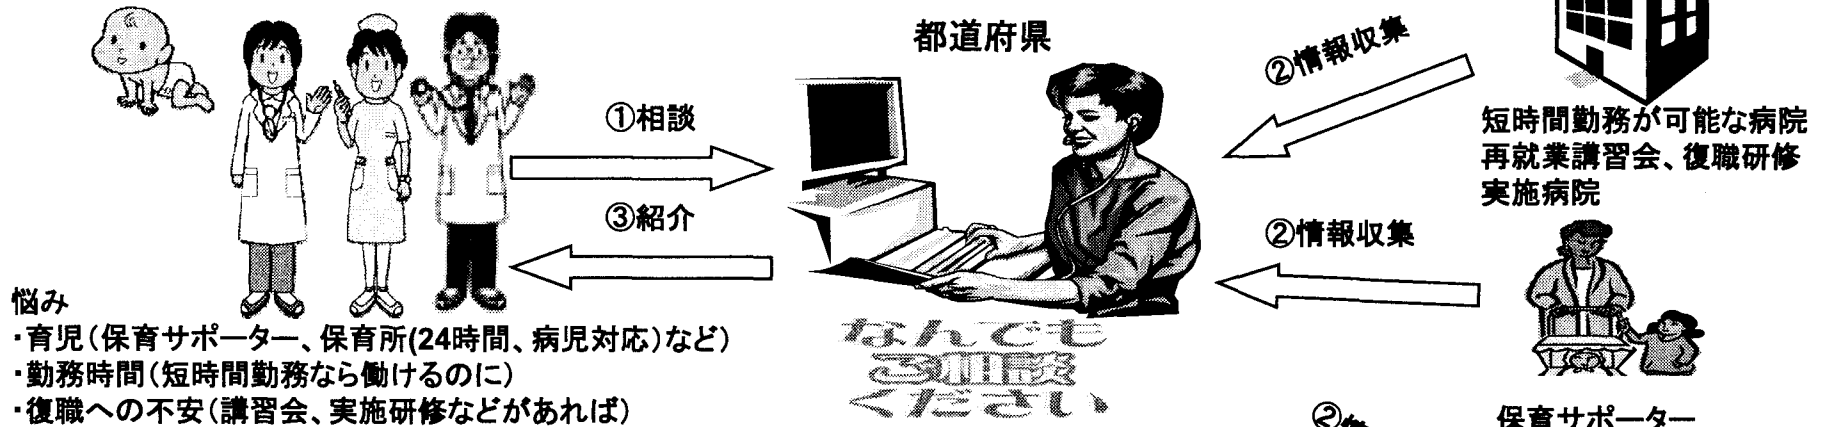 都道府県
①相談
③紹介
②情報収集
短時間勤務が可能な病院
再就業講習会、復職研修
実施病院
②情報収集
悩み
・育児（保育サポーター、保育所(24時間、病児対応）など）
・勤務時間（短時間勤務なら働けるのに）
・復職への不安（講習会、実施研修などがあれば）
なんでも
ご相談
ください
②
保育サポーター